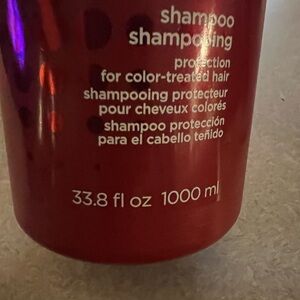 shampoo
shampooing
protection
for color-treated hair
shampooing protecteur
pour cheveux colorés
shampoo protección
para el cabello teñido
33.8 fl oz 1000 ml